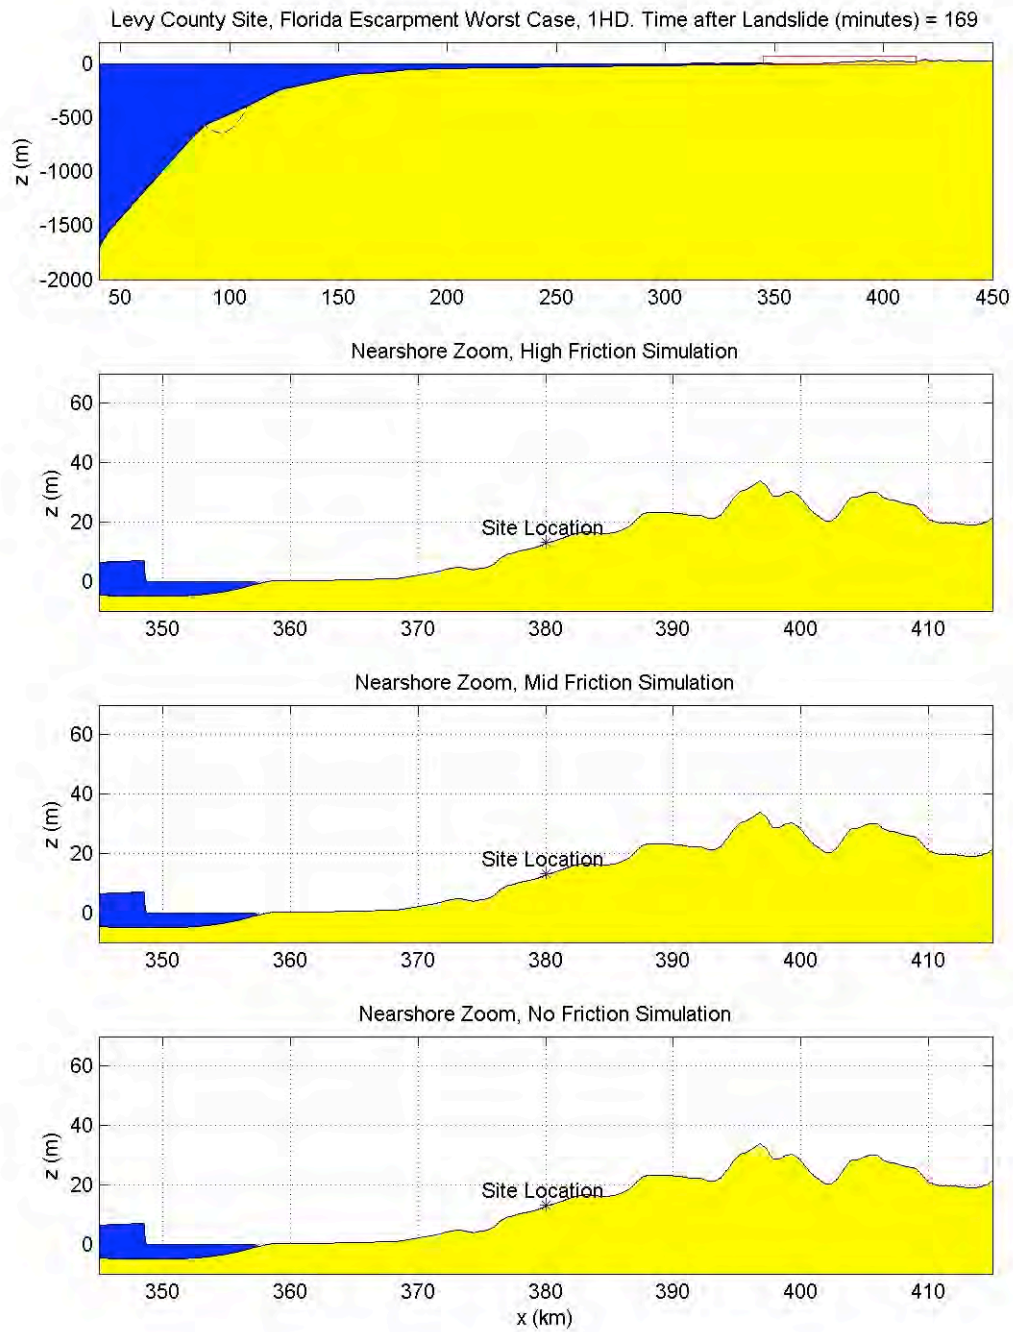 Levy County Site, Florida Escarpment Worst Case, 1HD. Time after Landslide (minutes) = 169
0
-500
-1000
-1500
-2000
z (m)
50 100 150 200 250 300 350 400 450
Nearshore Zoom, High Friction Simulation
60
40
20
0
z (m)
Site Location
350 360 370 380 390 400 410
Nearshore Zoom, Mid Friction Simulation
60
40
20
0
z (m)
Site Location
350 360 370 380 390 400 410
Nearshore Zoom, No Friction Simulation
60
40
20
0
z (m)
Site Location
350 360 370 380 390 400 410
x (km)